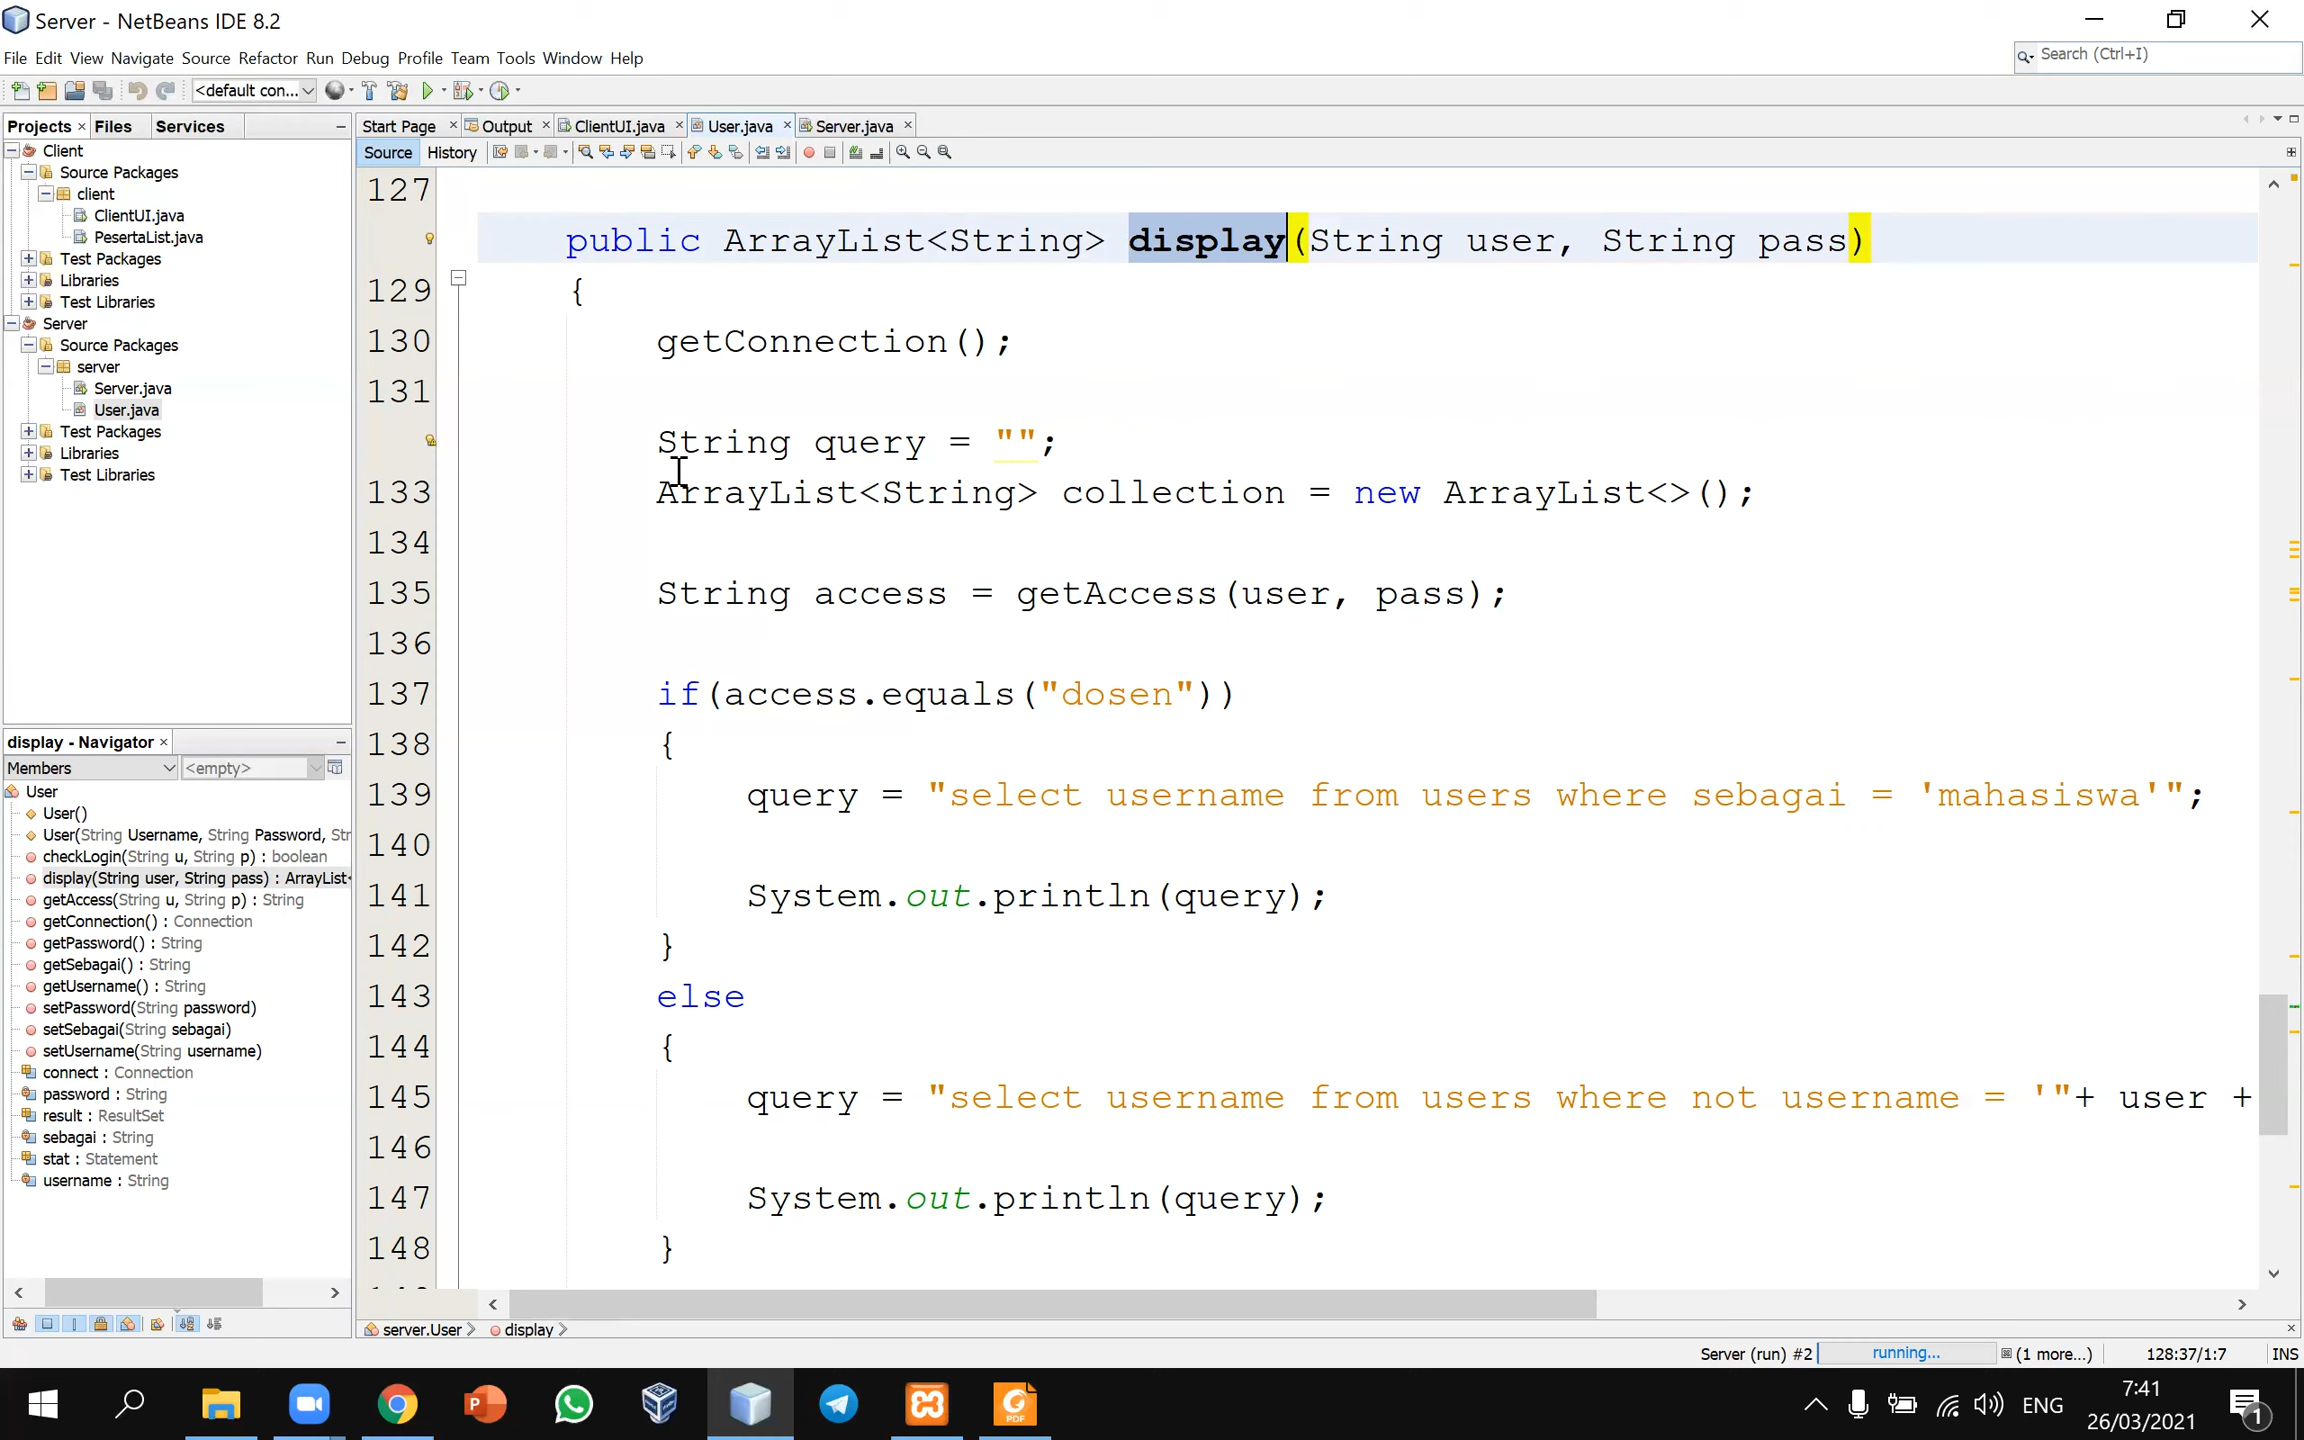 Server - NetBeans IDE 8.2
File Edit View Navigate Source Refactor Run Debug Profile Team Tools Window Help
Search (Ctrl+I)
<default con...
Projects Files Services
Client
Source Packages
client
ClientUI.java
PesertaList.java
Test Packages
Libraries
Test Libraries
Server
Source Packages
server
Server.java
User.java
Test Packages
Libraries
Test Libraries
display - Navigator
Members <empty>
User
User()
User(String Username, String Password, Str
checkLogin(String u, String p) : boolean
display(String user, String pass) : ArrayList<
getAccess(String u, String p) : String
getConnection() : Connection
getPassword() : String
getSebagai() : String
getUsername() : String
setPassword(String password)
setSebagai(String sebagai)
setUsername(String username)
connect : Connection
password : String
result : ResultSet
sebagai : String
stat : Statement
username : String
Start Page Output ClientUI.java User.java Server.java
Source History
127
public ArrayList<String> display(String user, String pass)
129 {
130 getConnection();
131
String query = "";
133 ArrayList<String> collection = new ArrayList<>();
134
135 String access = getAccess(user, pass);
136
137 if(access.equals("dosen"))
138 {
139 query = "select username from users where sebagai = 'mahasiswa'";
140
141 System.out.println(query);
142 }
143 else
144 {
145 query = "select username from users where not username = '"+ user +
146
147 System.out.println(query);
148 }
server.User display
Server (run) #2 running... (1 more...) 128:37/1:7 INS
ENG
7:41
26/03/2021
1
PDF